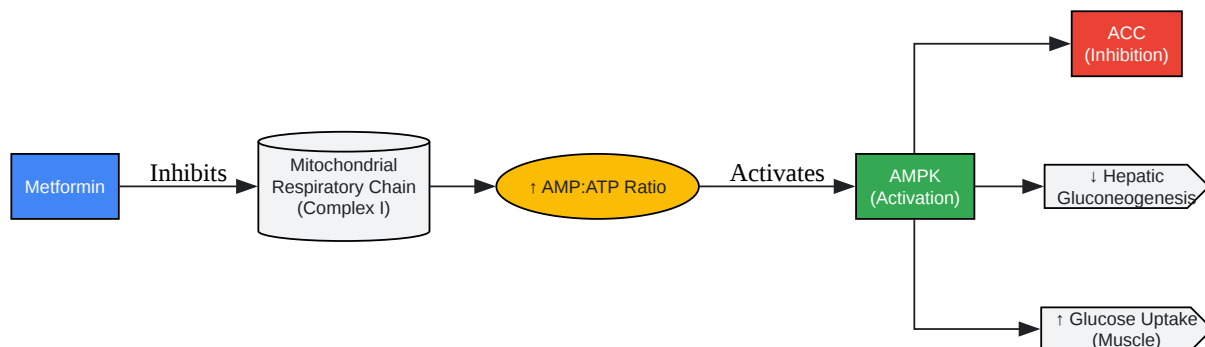 Metformin
Inhibits
Mitochondrial
Respiratory Chain
(Complex I)
↑ AMP:ATP Ratio
Activates
AMPK
(Activation)
ACC
(Inhibition)
↓ Hepatic
Gluconeogenesis
↑ Glucose Uptake
(Muscle)